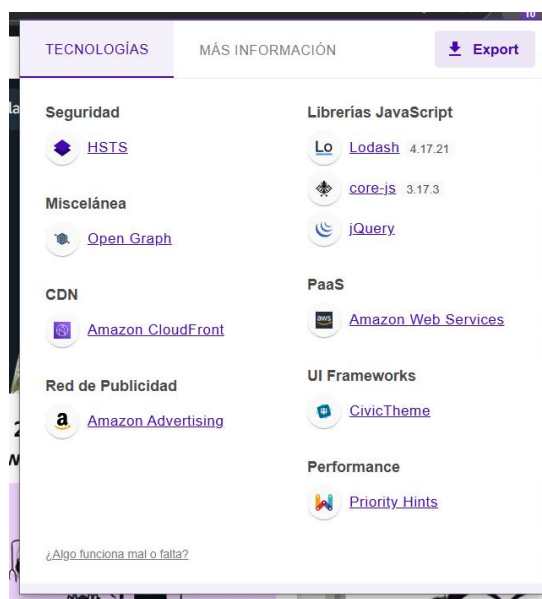 10
TECNOLOGÍAS
MÁS INFORMACIÓN
Export
Seguridad
HSTS
Miscelánea
Open Graph
CDN
Amazon CloudFront
Red de Publicidad
a
Amazon Advertising
Librerías JavaScript
Lo
Lodash 4.17.21
core-js 3.17.3
jQuery
PaaS
aws
Amazon Web Services
UI Frameworks
CivicTheme
Performance
Priority Hints
¿Algo funciona mal o falta?